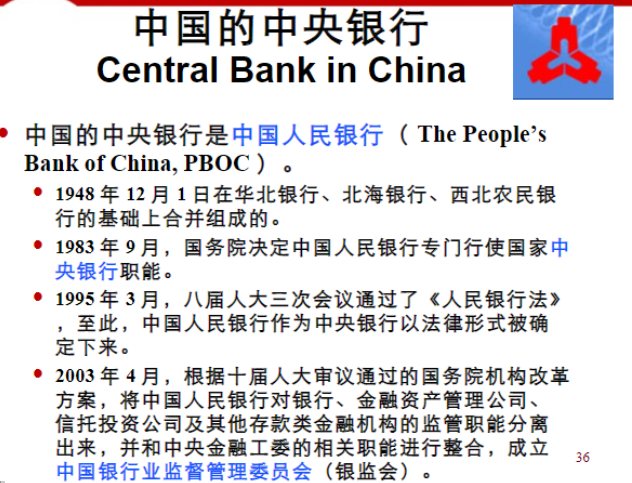 中国的中央银行
Central Bank in China
• 中国的中央银行是中国人民银行（ The People’s
Bank of China, PBOC ）。
• 1948 年 12 月 1 日在华北银行、北海银行、西北农民银
行的基础上合并组成的。
• 1983 年 9 月，国务院决定中国人民银行专门行使国家中
央银行职能。
• 1995 年 3 月，八届人大三次会议通过了《人民银行法》
，至此，中国人民银行作为中央银行以法律形式被确
定下来。
• 2003 年 4 月，根据十届人大审议通过的国务院机构改革
方案，将中国人民银行对银行、金融资产管理公司、
信托投资公司及其他存款类金融机构的监管职能分离
出来，并和中央金融工委的相关职能进行整合，成立
中国银行业监督管理委员会（银监会）。
36